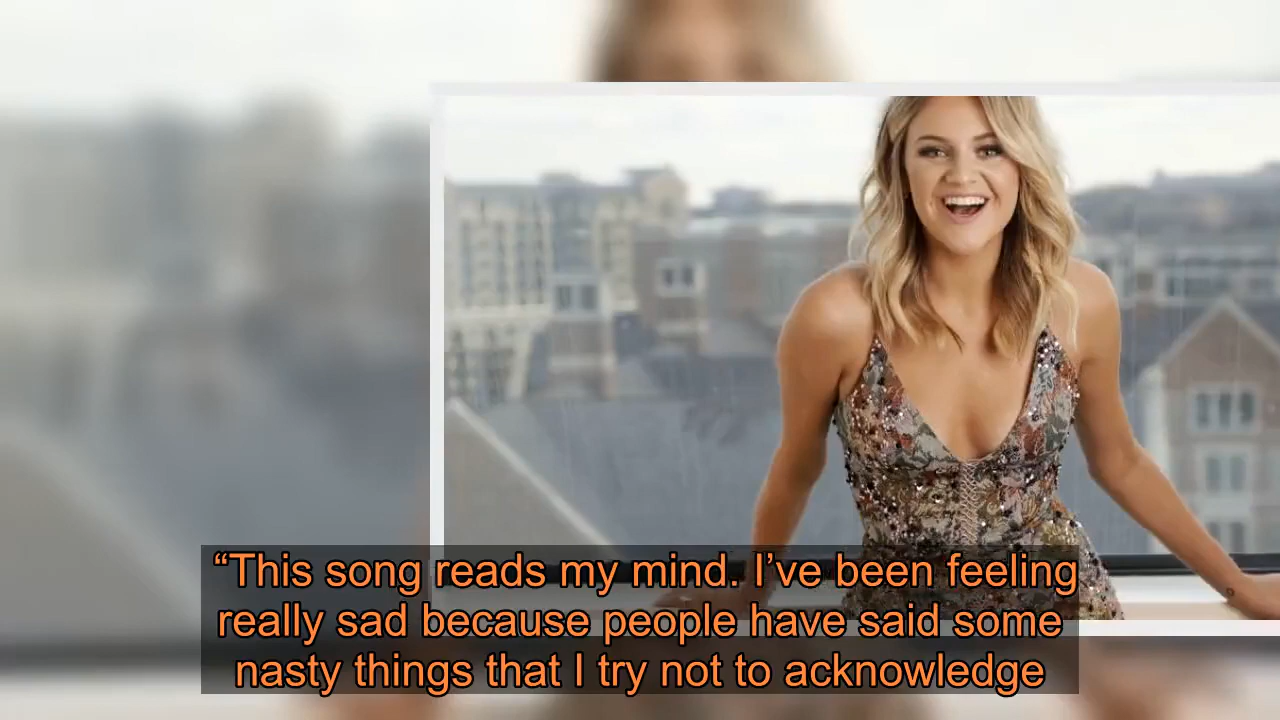 “This song reads my mind. I’ve been feeling
really sad because people have said some
nasty things that I try not to acknowledge